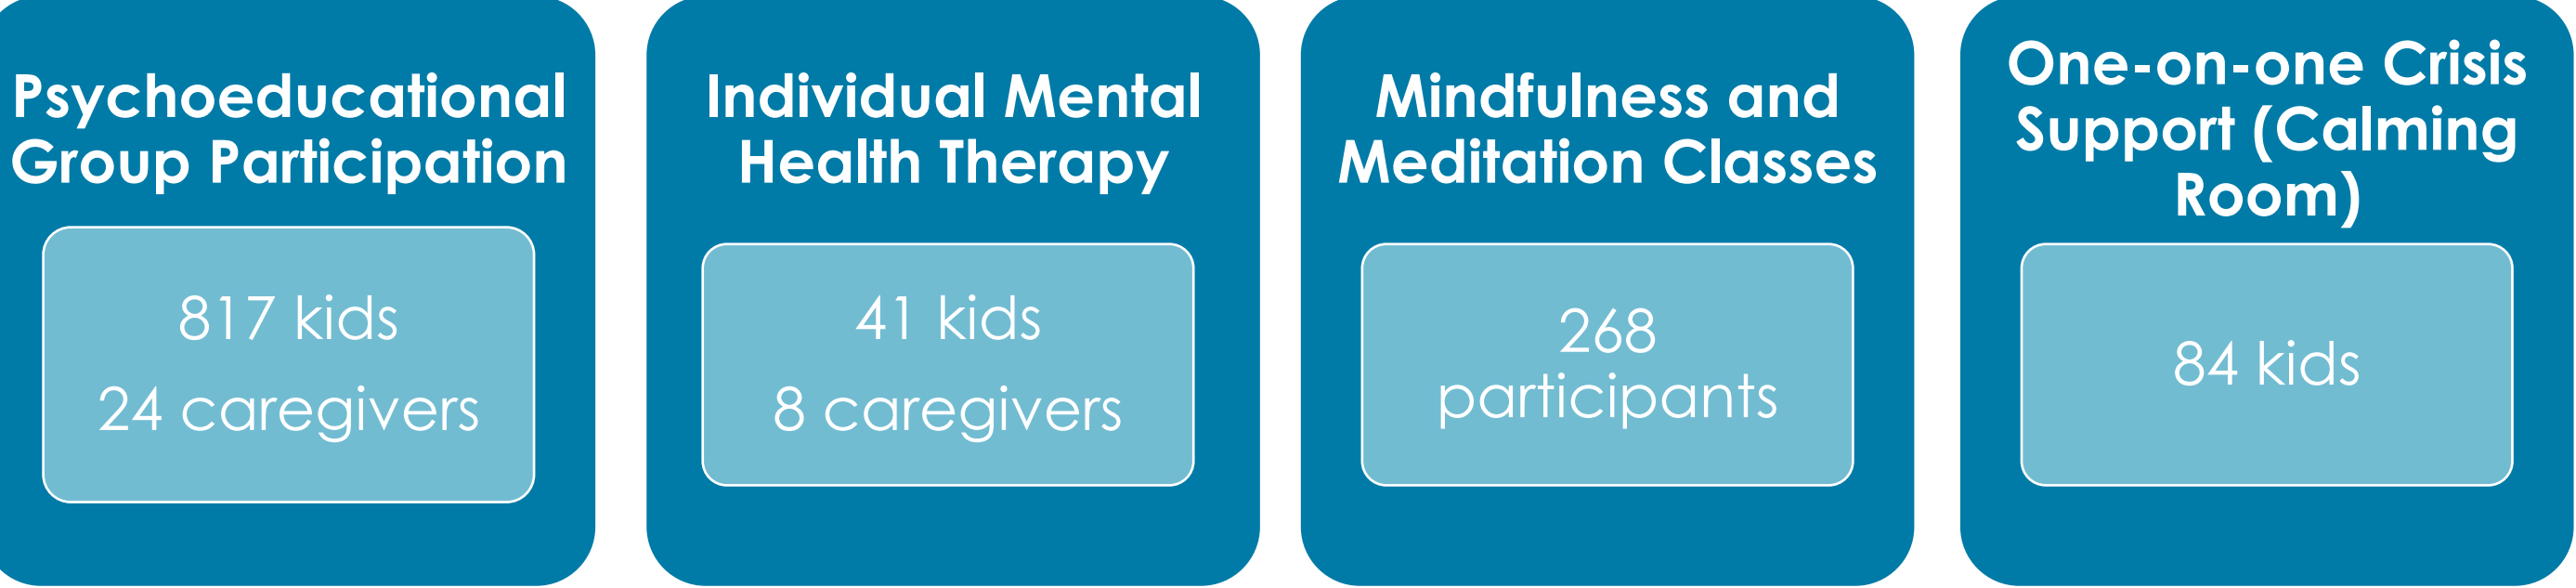 Psychoeducational
Group Participation
817 kids
24 caregivers
Individual Mental
Health Therapy
41 kids
8 caregivers
Mindfulness and
Meditation Classes
268
participants
One-on-one Crisis
Support (Calming
Room)
84 kids